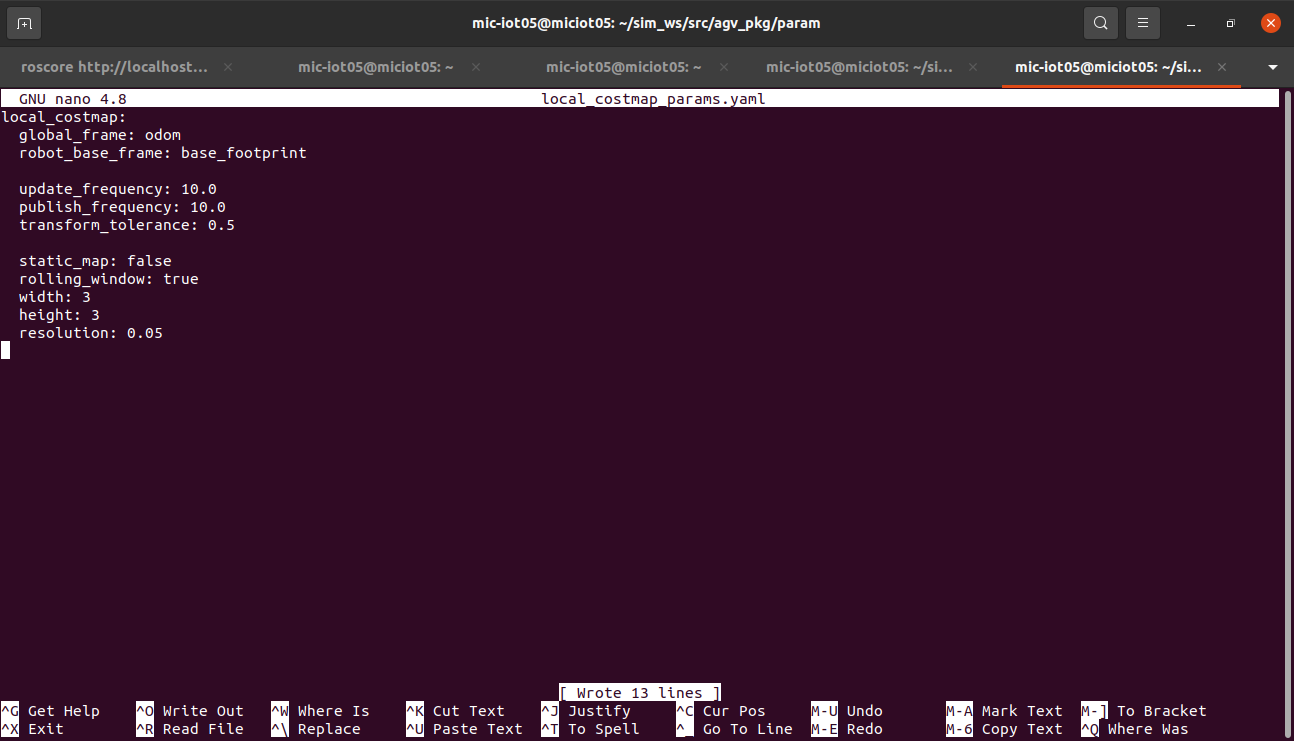 mic-iot05@miciot05: ~/sim_ws/src/agv_pkg/param
roscore http://localhost... mic-iot05@miciot05: ~ mic-iot05@miciot05: ~ mic-iot05@miciot05: ~/si... mic-iot05@miciot05: ~/si...
GNU nano 4.8 local_costmap_params.yaml
local_costmap:
  global_frame: odom
  robot_base_frame: base_footprint

  update_frequency: 10.0
  publish_frequency: 10.0
  transform_tolerance: 0.5

  static_map: false
  rolling_window: true
  width: 3
  height: 3
  resolution: 0.05
[ Wrote 13 lines ]
^G Get Help ^O Write Out ^W Where Is ^K Cut Text ^J Justify ^C Cur Pos M-U Undo M-A Mark Text M-] To Bracket
^X Exit ^R Read File ^\ Replace ^U Paste Text ^T To Spell ^_ Go To Line M-E Redo M-6 Copy Text ^Q Where Was